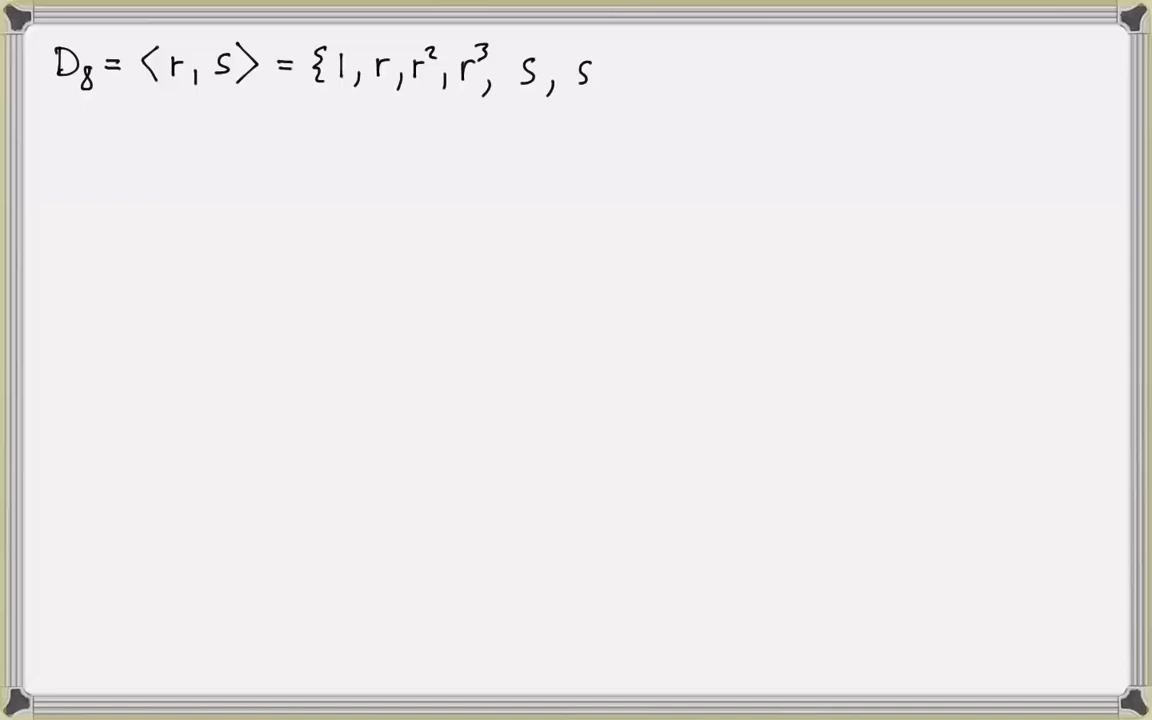 D₈ = ⟨r, s⟩ = {1, r, r², r³, s, s